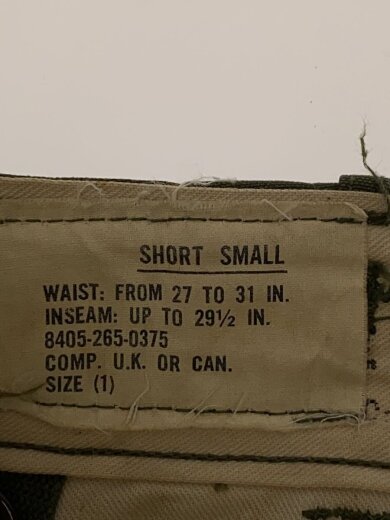 SHORT SMALL
WAIST: FROM 27 TO 31 IN.
INSEAM: UP TO 29½ IN.
8405-265-0375
COMP. U.K. OR CAN.
SIZE (1)